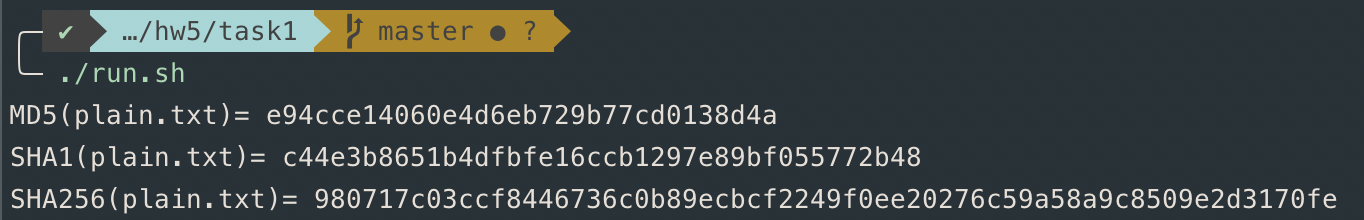 ✔ …/hw5/task1 master ● ?
./run.sh
MD5(plain.txt)= e94cce14060e4d6eb729b77cd0138d4a
SHA1(plain.txt)= c44e3b8651b4dfbfe16ccb1297e89bf055772b48
SHA256(plain.txt)= 980717c03ccf8446736c0b89ecbcf2249f0ee20276c59a58a9c8509e2d3170fe